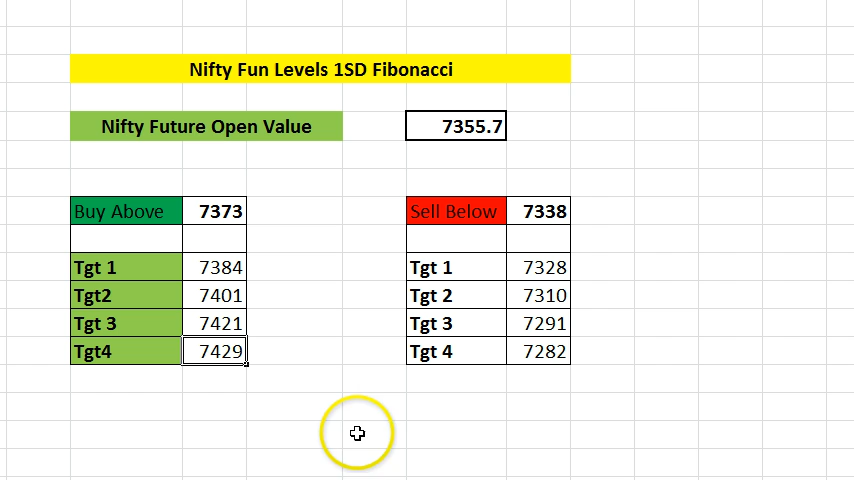 Nifty Fun Levels 1SD Fibonacci
Nifty Future Open Value 7355.7
Buy Above 7373 Sell Below 7338
Tgt 1 7384 Tgt 1 7328
Tgt2 7401 Tgt 2 7310
Tgt 3 7421 Tgt 3 7291
Tgt4 7429 Tgt 4 7282